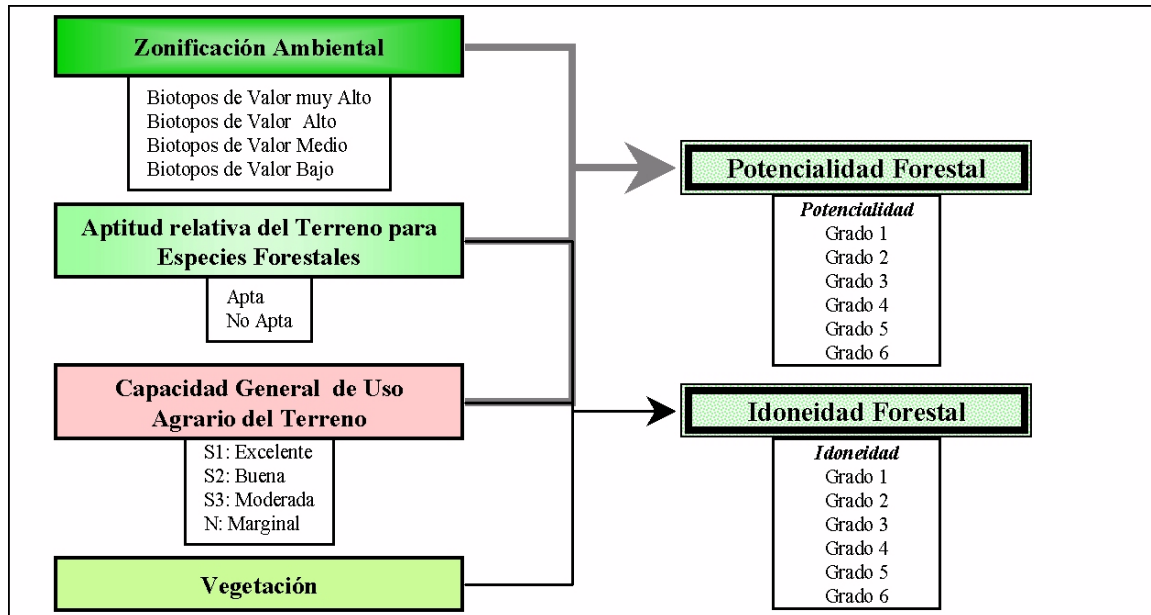 Zonificación Ambiental
Biotopos de Valor muy Alto
Biotopos de Valor Alto
Biotopos de Valor Medio
Biotopos de Valor Bajo
Aptitud relativa del Terreno para
Especies Forestales
Apta
No Apta
Capacidad General de Uso
Agrario del Terreno
S1: Excelente
S2: Buena
S3: Moderada
N: Marginal
Vegetación
Potencialidad Forestal
Potencialidad
Grado 1
Grado 2
Grado 3
Grado 4
Grado 5
Grado 6
Idoneidad Forestal
Idoneidad
Grado 1
Grado 2
Grado 3
Grado 4
Grado 5
Grado 6